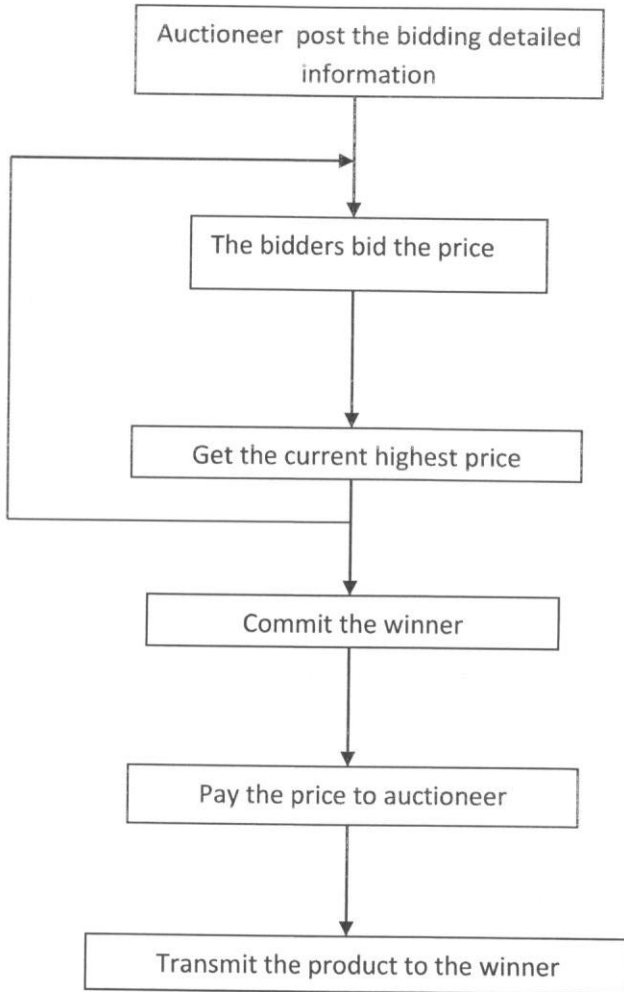 Auctioneer post the bidding detailed
information
The bidders bid the price
Get the current highest price
Commit the winner
Pay the price to auctioneer
Transmit the product to the winner